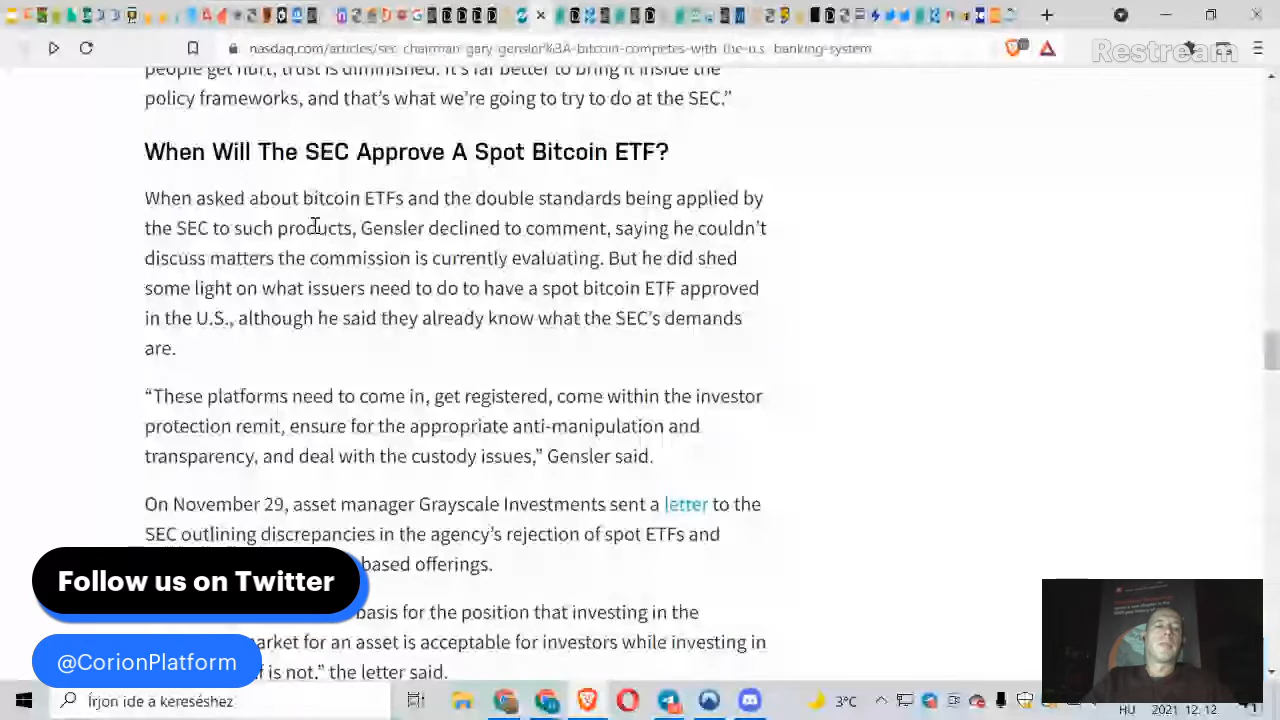 nasdaq.com/articles/sec-chairman-gary-gensler%3A-bitcoin-competes-with-the-u.s.-banking-system
Restream
people get hurt, trust is diminished. It's far better to bring it inside the
policy frameworks, and that's what we're going to try to do at the SEC.”
When Will The SEC Approve A Spot Bitcoin ETF?
When asked about bitcoin ETFs and the double standards being applied by
the SEC to such products, Gensler declined to comment, saying he couldn't
discuss matters the commission is currently evaluating. But he did shed
some light on what issuers need to do to have a spot bitcoin ETF approved
in the U.S., although he said they already know what the SEC's demands
are.
“These platforms need to come in, get registered, come within the investor
protection remit, ensure for the appropriate anti-manipulation and
transparency, and deal with the custody issues,” Gensler said.
On November 29, asset manager Grayscale Investments sent a letter to the
SEC outlining discrepancies in the agency's rejection of spot ETFs and
based offerings.
basis for the position that investing in the
market for an asset is acceptable for investors while investing in
is not,” the letter said.
Follow us on Twitter
@CorionPlatform
Írjon ide a kereséshez
3°C
HU
2021. 12. 12.